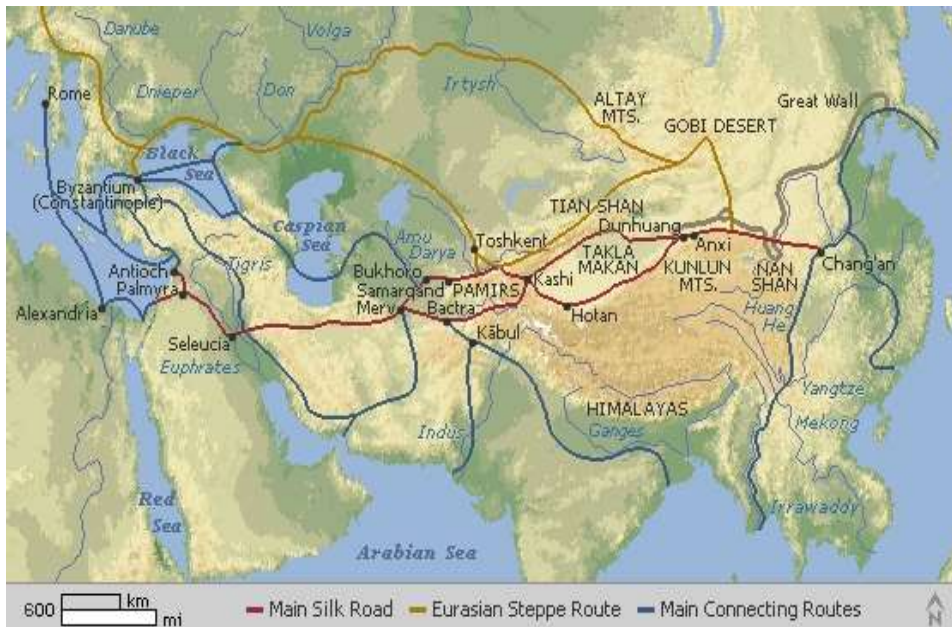 Danube
Volga
Rome
Dnieper
Don
Irtysh
ALTAY
MTS.
Great Wall
GOBI DESERT
Black
Sea
Byzantium
(Constantinople)
Caspian
Sea
TIAN SHAN
Dunhuang
Amu
Darya
Toshkent
TAKLA
MAKAN
Anxi
Antioch
Tigris
Bukhoro
Kashi
KUNLUN
MTS.
NAN
SHAN
Chang'an
Palmyra
Samarqand
PAMIRS
Alexandria
Merv
Bactra
Hotan
Huang
He
Seleucia
Kābul
Euphrates
Yangtze
HIMALAYAS
Mekong
Indus
Ganges
Red
Sea
Irrawaddy
Arabian Sea
600 km
mi
Main Silk Road
Eurasian Steppe Route
Main Connecting Routes
N